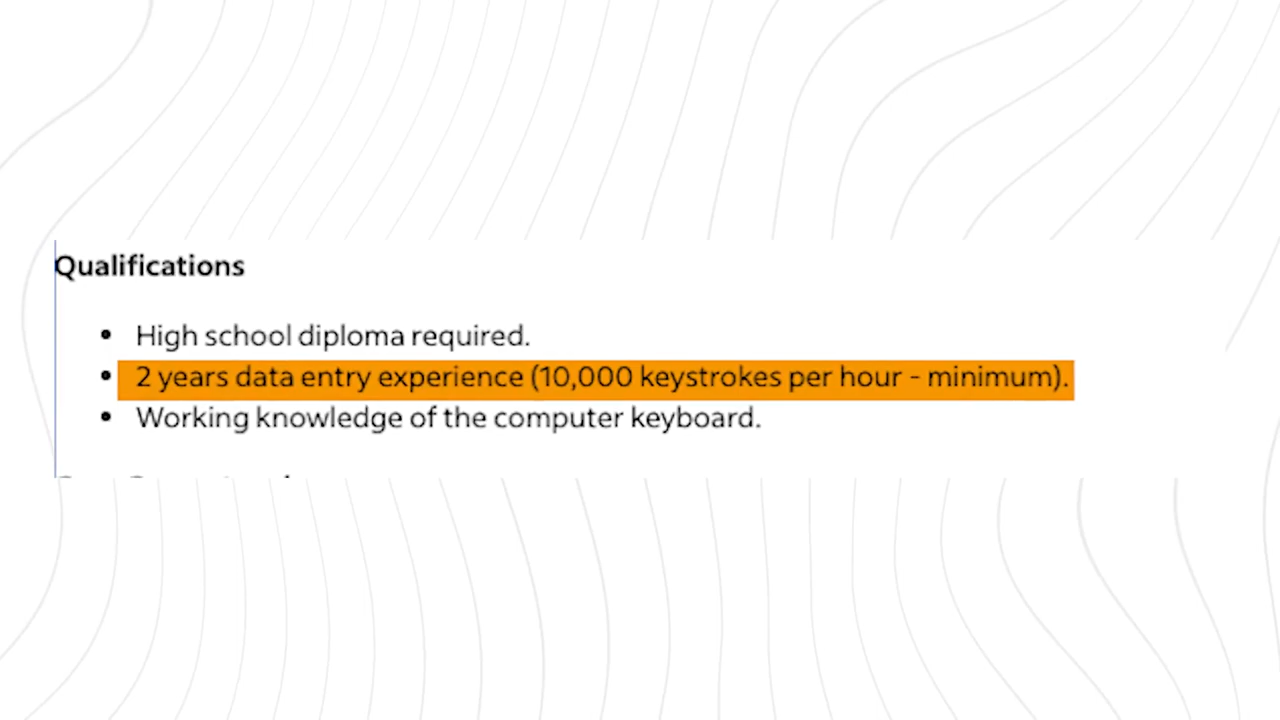 Qualifications
• High school diploma required.
• 2 years data entry experience (10,000 keystrokes per hour - minimum).
• Working knowledge of the computer keyboard.